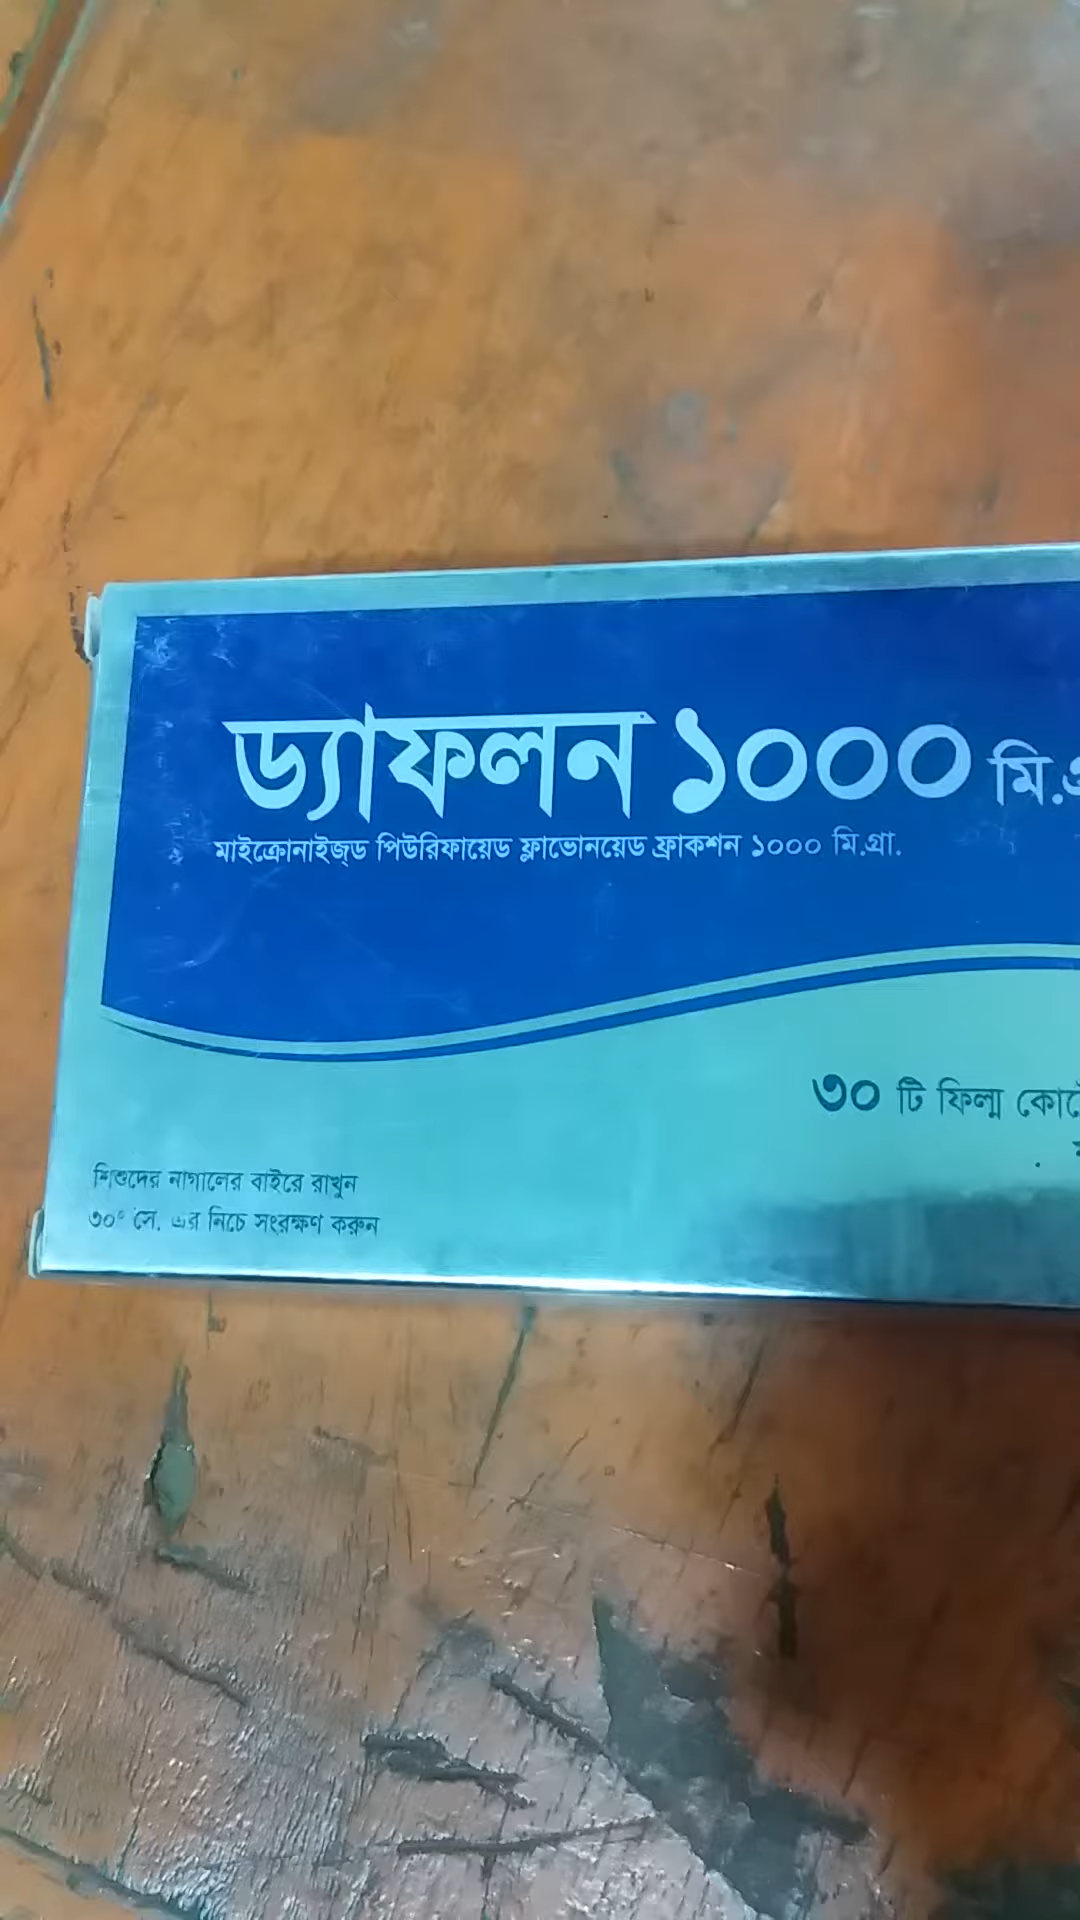 ড্যাফলন ১০০০ মি.
মাইক্রোনাইজ্ড পিউরিফায়েড ফ্লাভোনয়েড ফ্রাকশন ১০০০ মি.গ্রা.
৩০ টি ফিল্ম
শিশুদের নাগালের বাইরে রাখুন
৩০° সে. এর নিচে সংরক্ষণ করুন